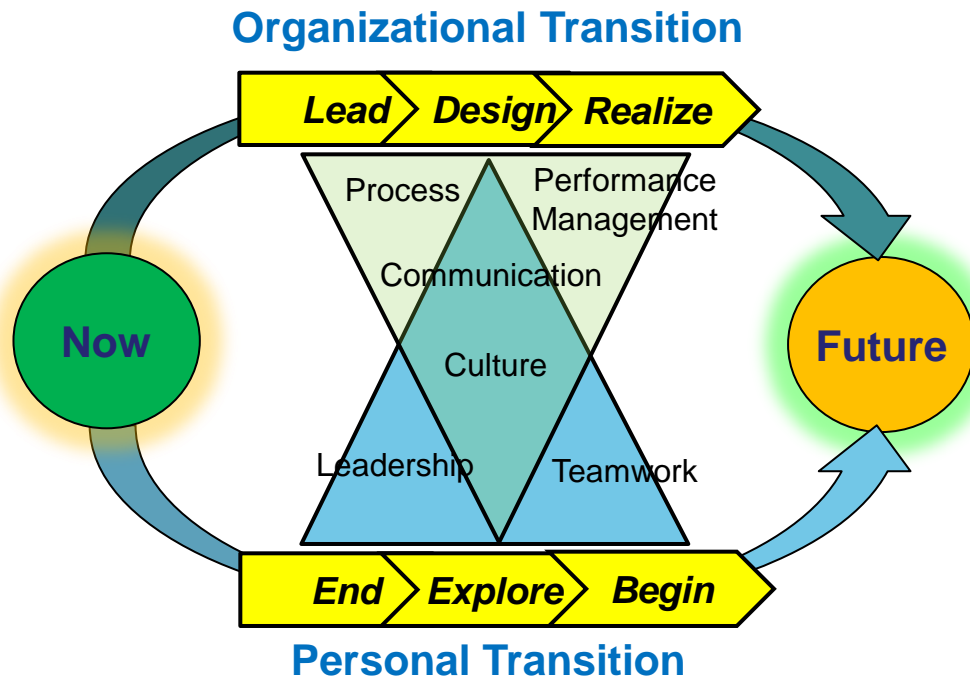 Organizational Transition
Lead Design Realize
Process
Performance
Management
Communication
Now
Future
Culture
Leadership
Teamwork
End Explore Begin
Personal Transition